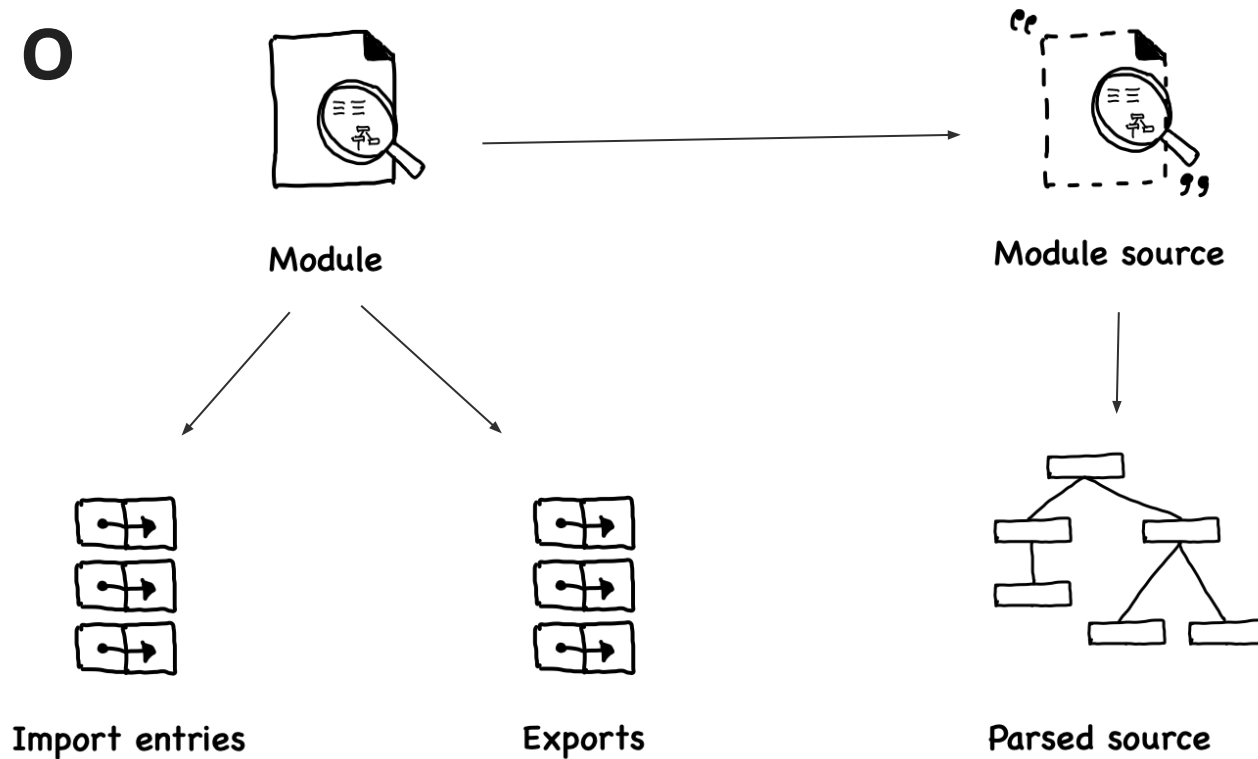 O
Module
Module source
Import entries
Exports
Parsed source